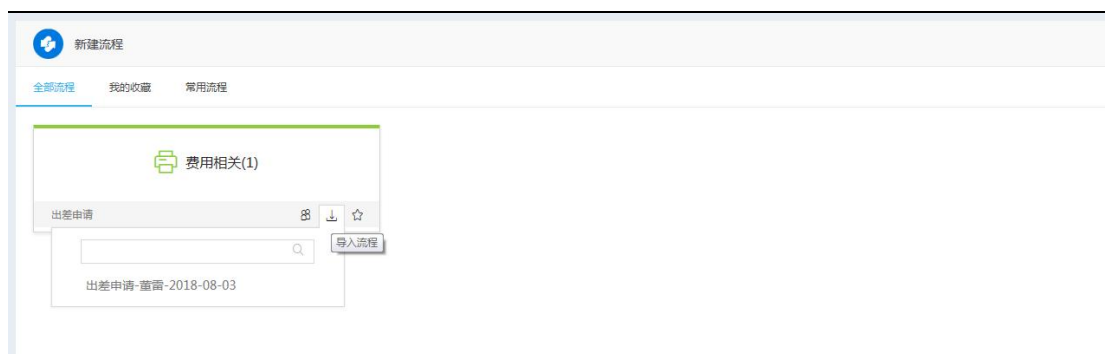 新建流程
全部流程 我的收藏 常用流程
费用相关(1)
出差申请
导入流程
出差申请-董雷-2018-08-03